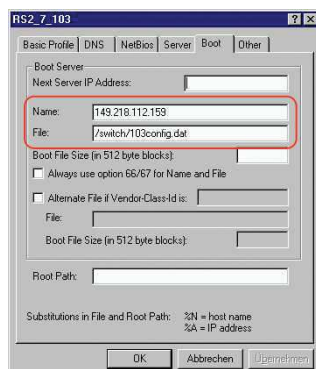 RS2_7_103
Basic Profile DNS NetBios Server Boot Other
Boot Server
Next Server IP Address:
Name: 149.218.112.159
File: /switch/103config.dat
Boot File Size (in 512 byte blocks):
Always use option 66/67 for Name and File
Alternate File if Vendor-Class-Id is:
File:
Boot File Size (in 512 byte blocks):
Root Path:
Substitutions in File and Root Path: %N = host name
%A = IP address
OK Abbrechen Übernehmen